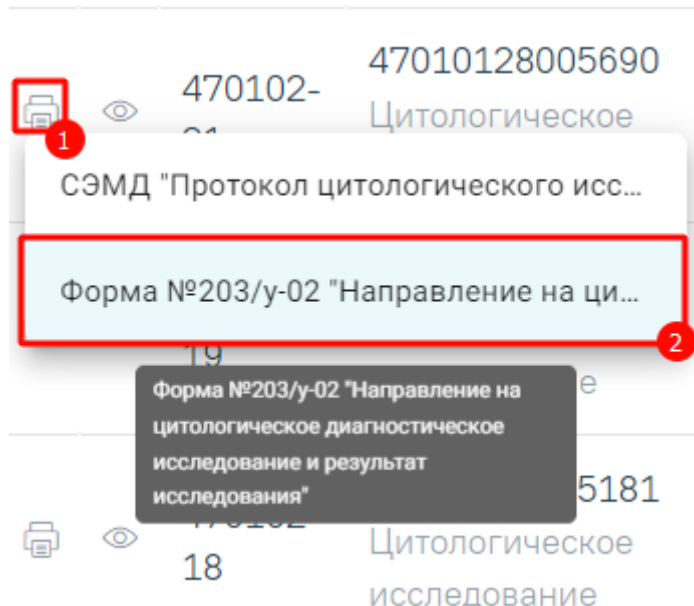 47010128005690
470102-
Цитологическое
1
СЭМД "Протокол цитологического исс...
Форма №203/у-02 "Направление на ци...
2
19
е
Форма №203/у-02 "Направление на
цитологическое диагностическое
исследование и результат
исследования"
5181
18
Цитологическое
исследование